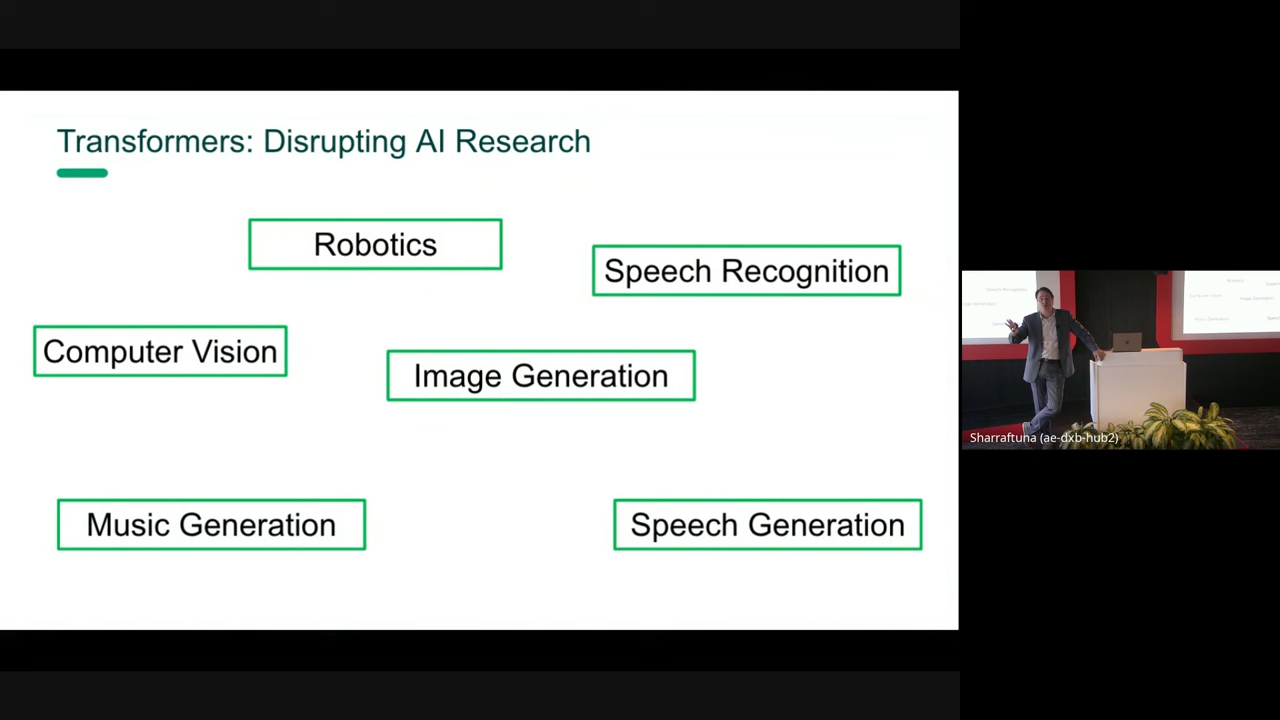 Transformers: Disrupting AI Research
Robotics
Speech Recognition
Computer Vision
Image Generation
Music Generation
Speech Generation
Sharraftuna (ae-dxb-hub2)